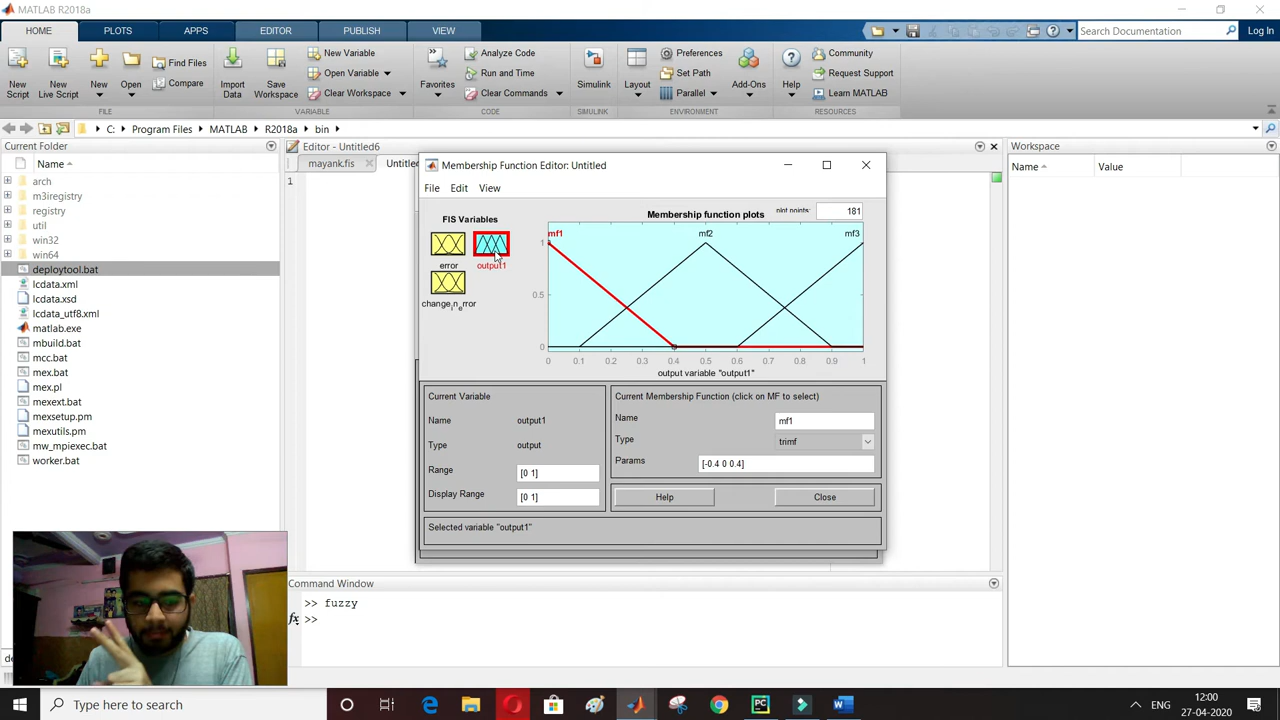 MATLAB R2018a
HOME PLOTS APPS EDITOR PUBLISH VIEW
Search Documentation
Log In
New Script
New Live Script
New
Open
Find Files
Compare
Import Data
Save Workspace
New Variable
Open Variable
Clear Workspace
Favorites
Analyze Code
Run and Time
Clear Commands
Simulink
Layout
Preferences
Set Path
Parallel
Add-Ons
Help
Community
Request Support
Learn MATLAB
FILE VARIABLE CODE SIMULINK ENVIRONMENT RESOURCES
C: Program Files MATLAB R2018a bin
Current Folder
Name
arch
m3iregistry
registry
util
win32
win64
deploytool.bat
lcdata.xml
lcdata.xsd
lcdata_utf8.xml
matlab.exe
mbuild.bat
mcc.bat
mex.bat
mex.pl
mexext.bat
mexsetup.pm
mexutils.pm
mw_mpiexec.bat
worker.bat
Editor - Untitled6
mayank.fis
1
Membership Function Editor: Untitled
File Edit View
FIS Variables
error
output1
change_in_error
Membership function plots
plot points:
181
mf1 mf2 mf3
1
0.5
0
0 0.1 0.2 0.3 0.4 0.5 0.6 0.7 0.8 0.9 1
output variable "output1"
Current Variable
Name output1
Type output
Range [0 1]
Display Range [0 1]
Current Membership Function (click on MF to select)
Name mf1
Type trimf
Params [-0.4 0 0.4]
Help Close
Selected variable "output1"
Workspace
Name Value
Command Window
>> fuzzy
fx >>
Type here to search
ENG
12:00
27-04-2020